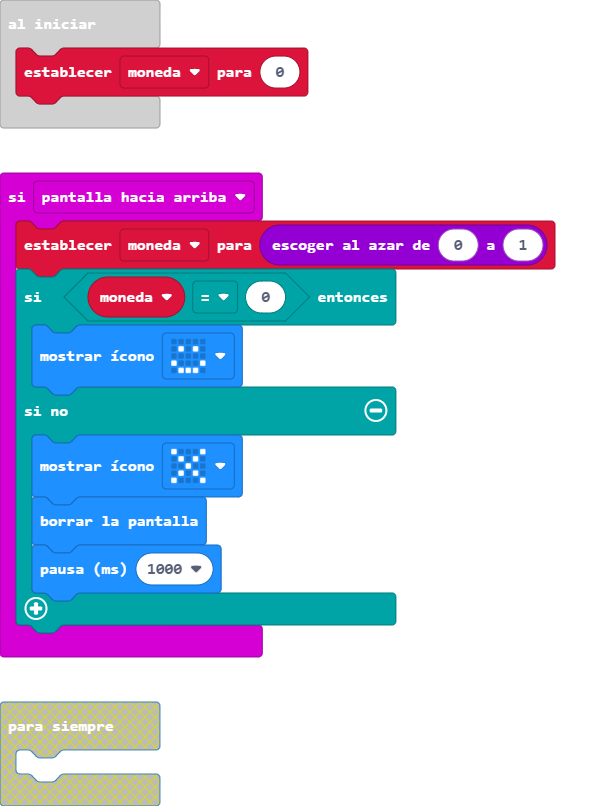 al iniciar
establecer moneda para 0
si pantalla hacia arriba
establecer moneda para escoger al azar de 0 a 1
si moneda = 0 entonces
mostrar ícono
si no
mostrar ícono
borrar la pantalla
pausa (ms) 1000
para siempre